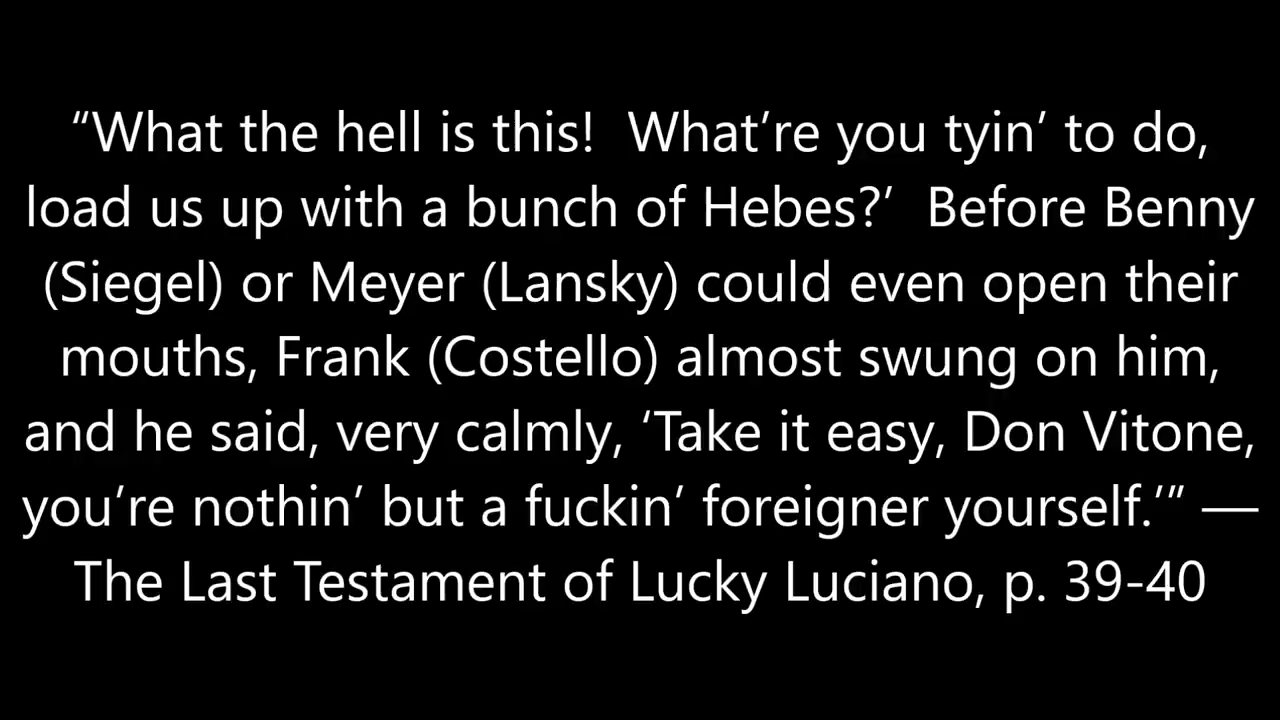 “What the hell is this!  What’re you tyin’ to do,
load us up with a bunch of Hebes?’  Before Benny
(Siegel) or Meyer (Lansky) could even open their
mouths, Frank (Costello) almost swung on him,
and he said, very calmly, ‘Take it easy, Don Vitone,
you’re nothin’ but a fuckin’ foreigner yourself.’” —
The Last Testament of Lucky Luciano, p. 39-40